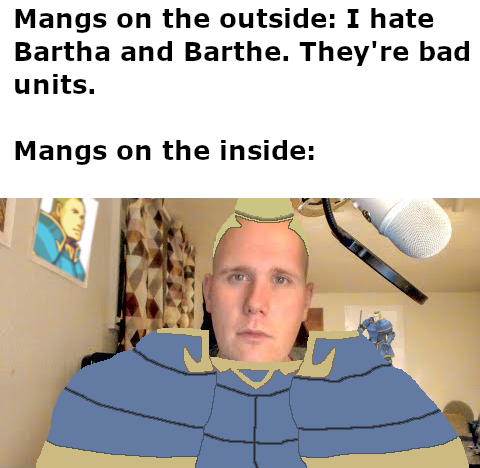 Mangs on the outside: I hate
Bartha and Barthe. They're bad
units.
Mangs on the inside: